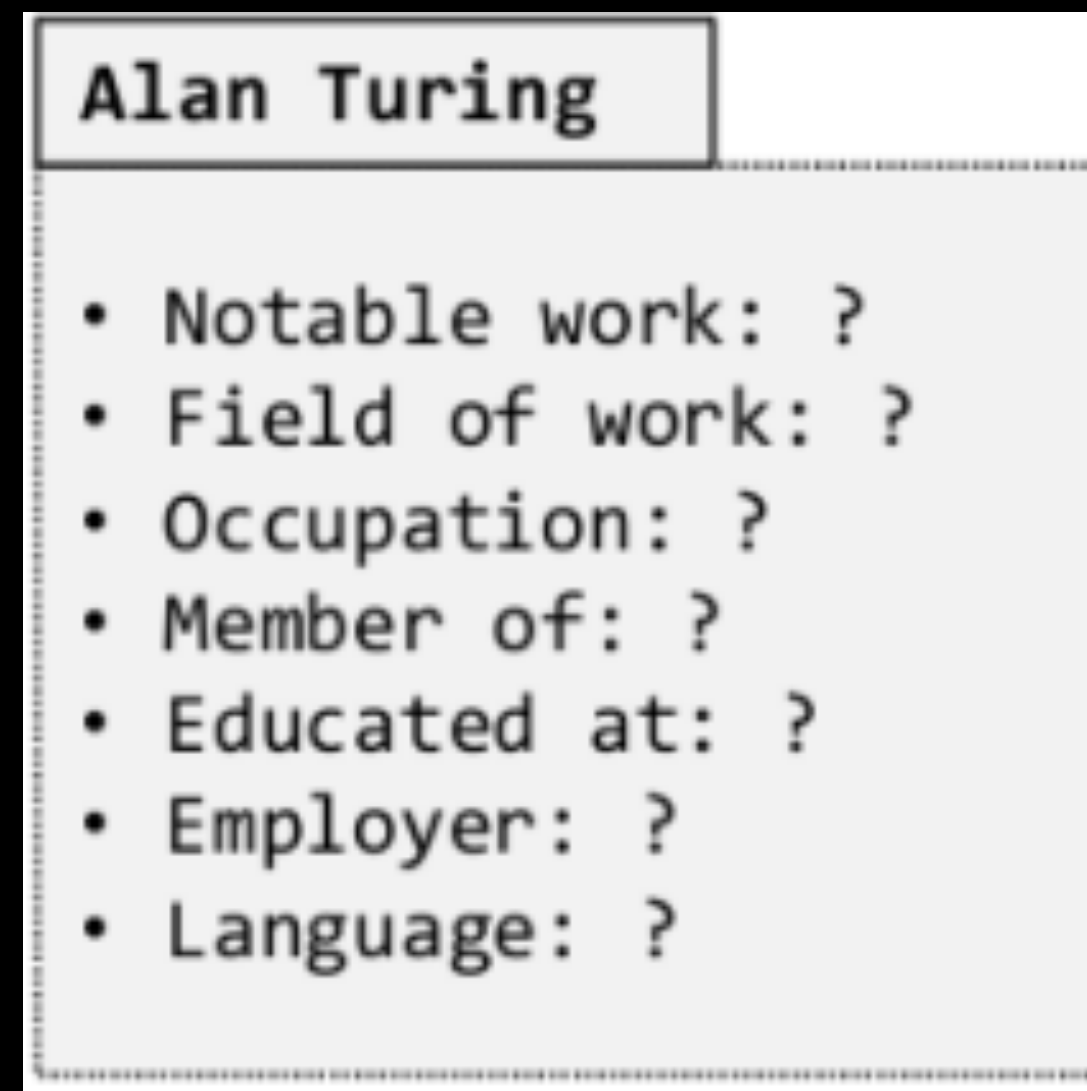 Alan Turing
• Notable work: ?
• Field of work: ?
• Occupation: ?
• Member of: ?
• Educated at: ?
• Employer: ?
• Language: ?